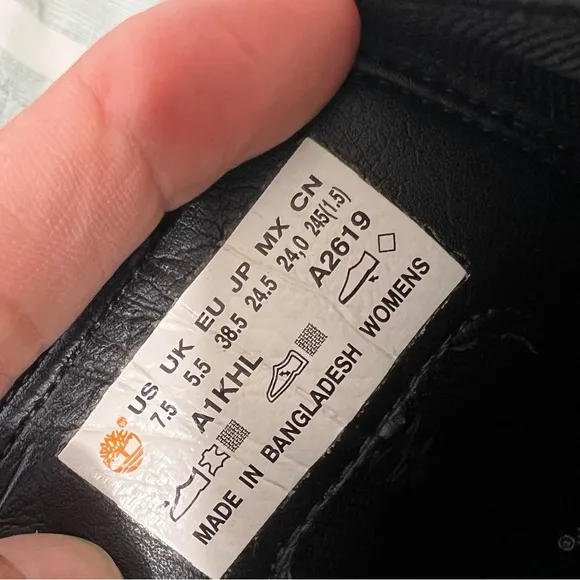 US UK EU JP MX CN
7.5 5.5 38.5 24.5 24,0 245(1.5)
A1KHL A2619
MADE IN BANGLADESH WOMENS